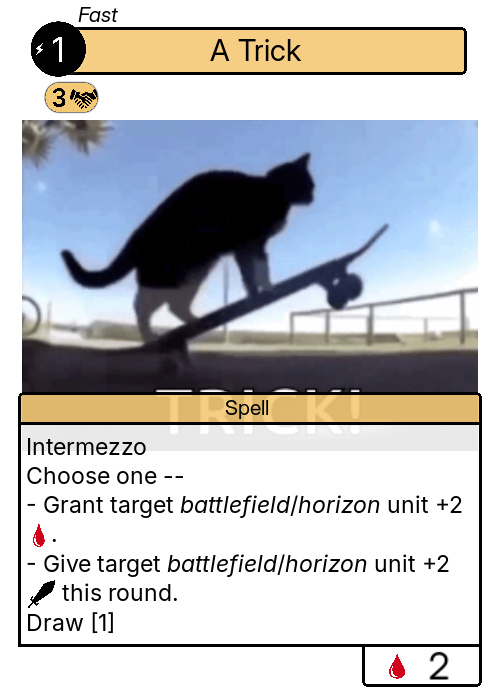 Fast
1
A Trick
3
TRICK!
Spell
Intermezzo
Choose one --
- Grant target battlefield/horizon unit +2
.
- Give target battlefield/horizon unit +2
this round.
Draw [1]
2